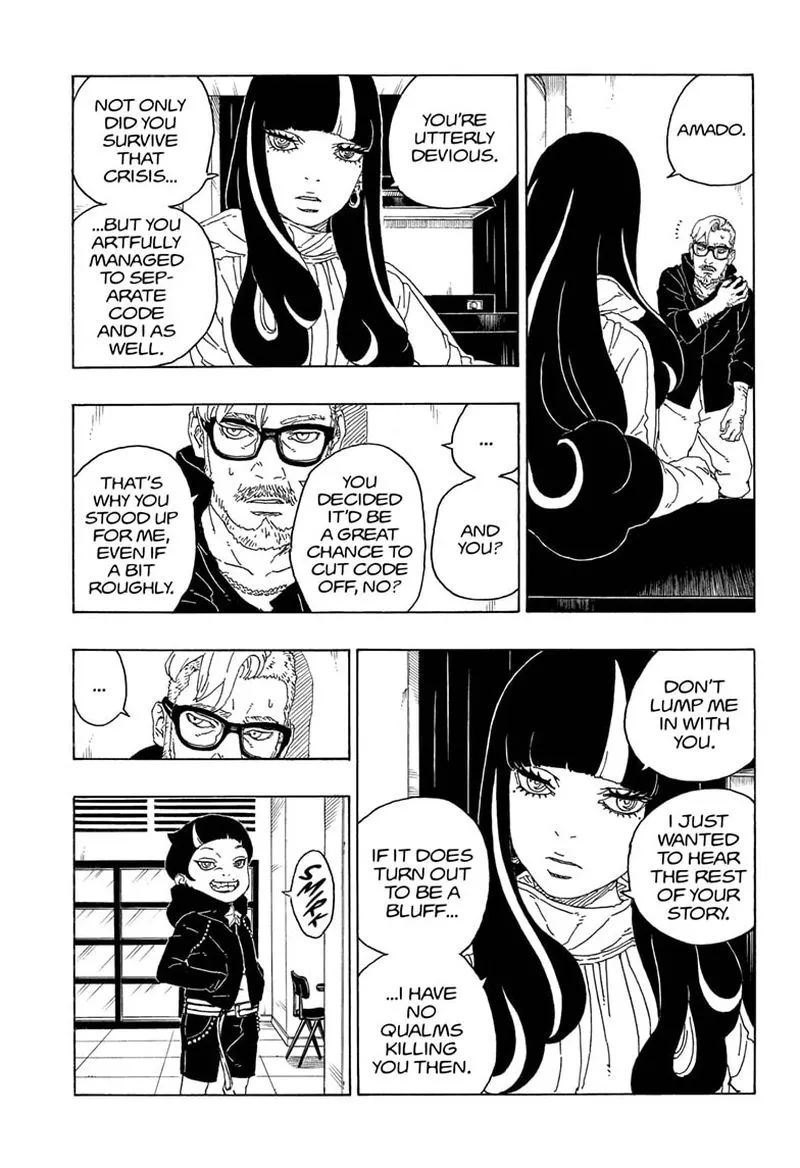 AMADO.
YOU'RE
UTTERLY
DEVIOUS.
NOT ONLY
DID YOU
SURVIVE
THAT
CRISIS...
...BUT YOU
ARTFULLY
MANAGED
TO SEP-
ARATE
CODE
AND I AS
WELL.
...
AND
YOU?
YOU
DECIDED
IT'D BE
A GREAT
CHANCE TO
CUT CODE
OFF, NO?
THAT'S
WHY YOU
STOOD UP
FOR ME,
EVEN IF
A BIT
ROUGHLY.
DON'T
LUMP ME
IN WITH
YOU.
I JUST
WANTED
TO HEAR
THE REST
OF YOUR
STORY.
IF IT DOES
TURN OUT
TO BE A
BLUFF...
...I HAVE
NO
QUALMS
KILLING
YOU THEN.
...
SMIRK